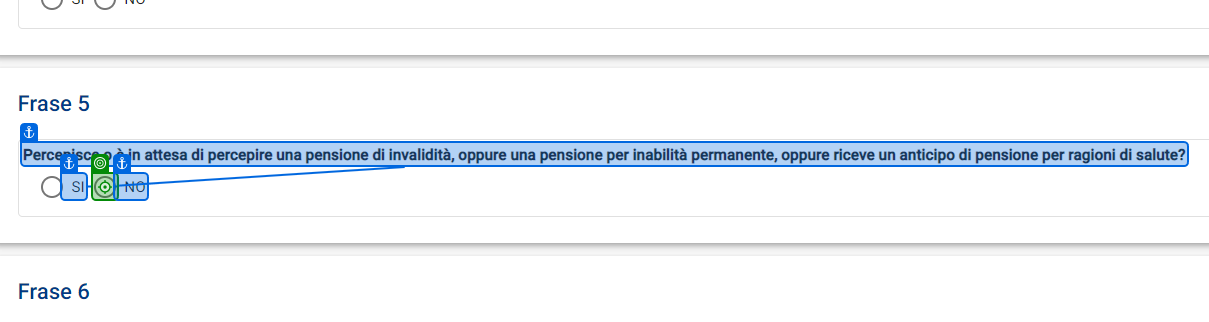 SI NO
Frase 5
Percepisce o è in attesa di percepire una pensione di invalidità, oppure una pensione per inabilità permanente, oppure riceve un anticipo di pensione per ragioni di salute?
SI NO
Frase 6